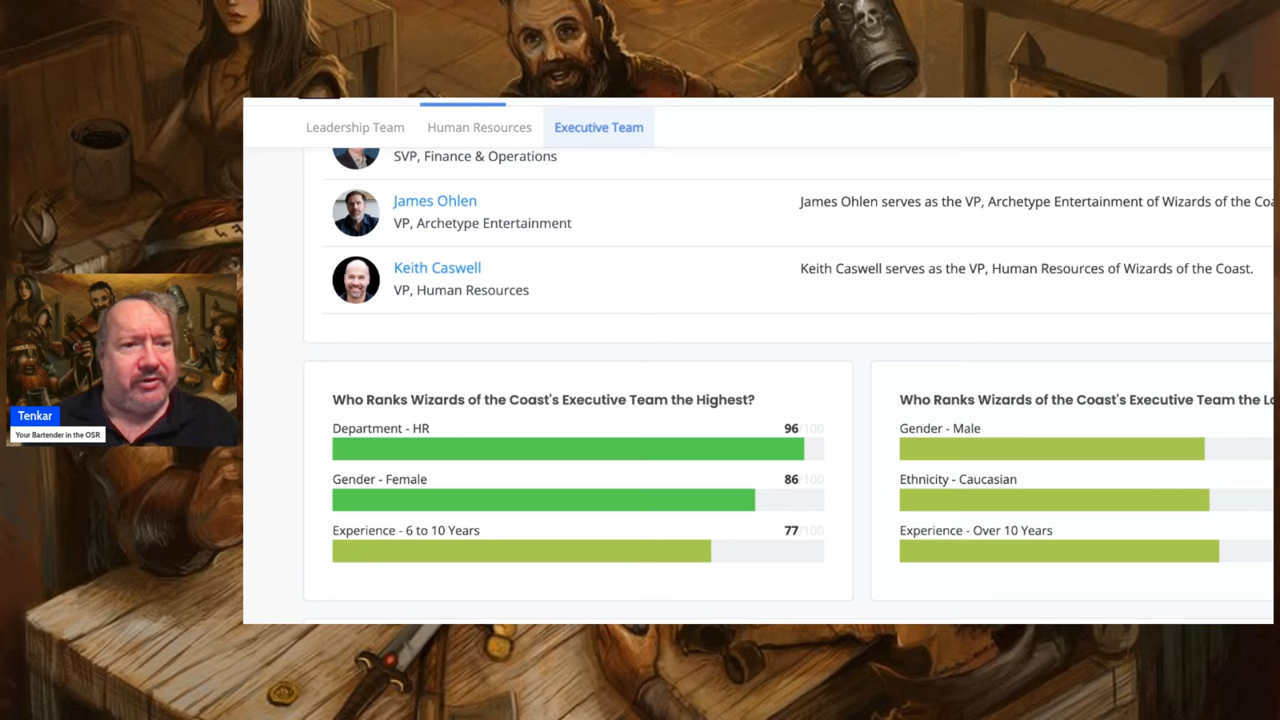 Leadership Team
Human Resources
Executive Team
SVP, Finance & Operations
James Ohlen
VP, Archetype Entertainment
James Ohlen serves as the VP, Archetype Entertainment of Wizards of the Coa
Keith Caswell
VP, Human Resources
Keith Caswell serves as the VP, Human Resources of Wizards of the Coast.
Who Ranks Wizards of the Coast's Executive Team the Highest?
Department - HR
96/100
Gender - Female
86/100
Experience - 6 to 10 Years
77/100
Who Ranks Wizards of the Coast's Executive Team the Lo
Gender - Male
Ethnicity - Caucasian
Experience - Over 10 Years
Tenkar
Your Bartender in the OSR